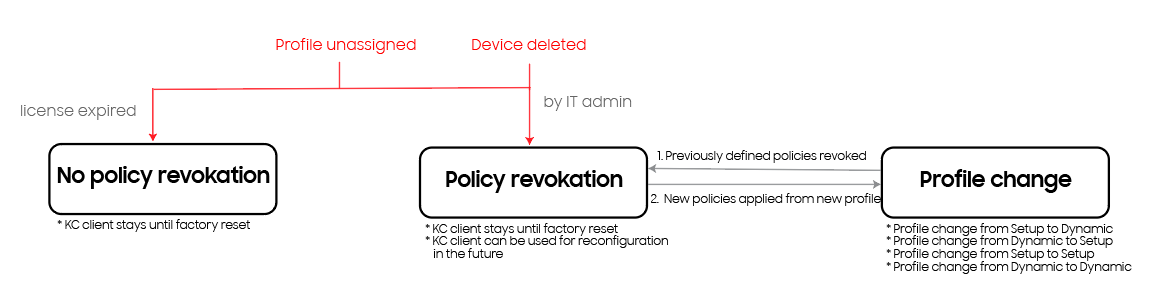 Profile unassigned
Device deleted
license expired
by IT admin
No policy revokation
* KC client stays until factory reset
Policy revokation
* KC client stays until factory reset
* KC client can be used for reconfiguration
in the future
1. Previously defined policies revoked
2. New policies applied from new profile
Profile change
* Profile change from Setup to Dynamic
* Profile change from Dynamic to Setup
* Profile change from Setup to Setup
* Profile change from Dynamic to Dynamic